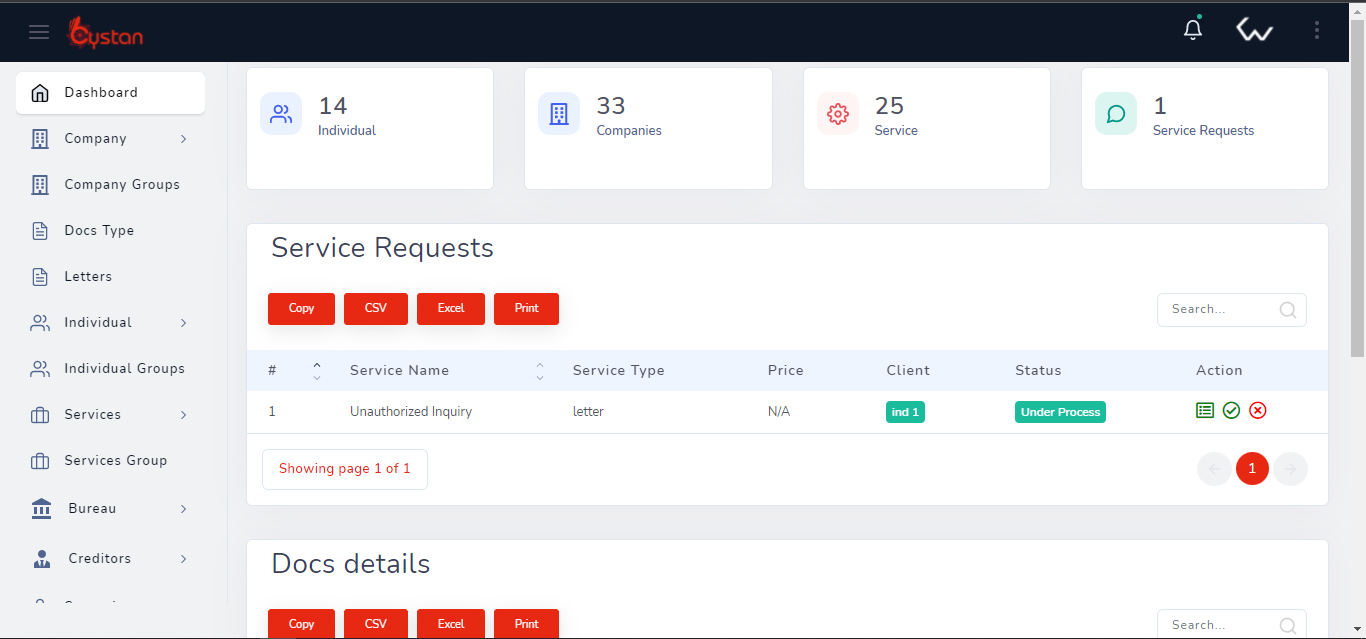 Cystan
Dashboard
Company
Company Groups
Docs Type
Letters
Individual
Individual Groups
Services
Services Group
Bureau
Creditors
14
Individual
33
Companies
25
Service
1
Service Requests
Service Requests
Copy CSV Excel Print
Search...
# Service Name Service Type Price Client Status Action
1 Unauthorized Inquiry letter N/A ind 1 Under Process
Showing page 1 of 1
1
Docs details
Copy CSV Excel Print
Search...